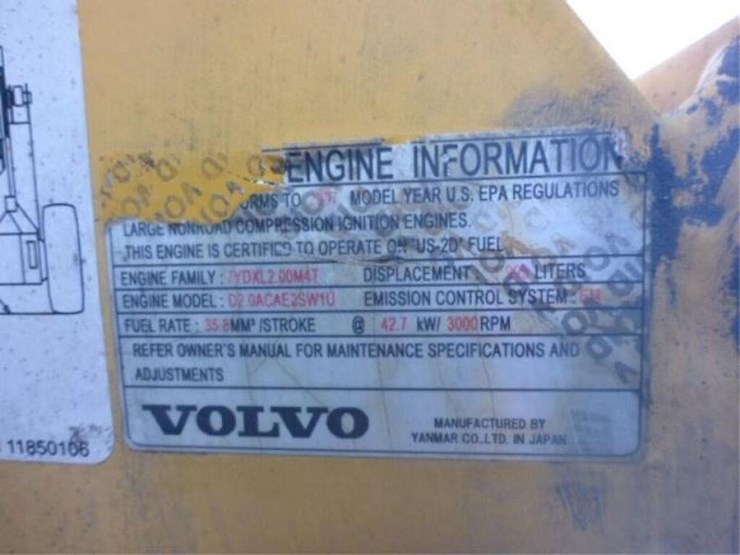 ENGINE INFORMATION
ORMS TO MODEL YEAR U.S. EPA REGULATIONS
LARGE NONROAD COMPRESSION IGNITION ENGINES.
THIS ENGINE IS CERTIFIED TO OPERATE ON "US-2D" FUEL
ENGINE FAMILY : 7YDXL2.00M4T DISPLACEMENT : LITERS
ENGINE MODEL : D2.0ACAE2SW1U EMISSION CONTROL SYSTEM : EM
FUEL RATE : 35.8MM³ /STROKE @ 42.7 kW/ 3000 RPM
REFER OWNER'S MANUAL FOR MAINTENANCE SPECIFICATIONS AND
ADJUSTMENTS
VOLVO
MANUFACTURED BY
YANMAR CO.,LTD. IN JAPAN
11850106